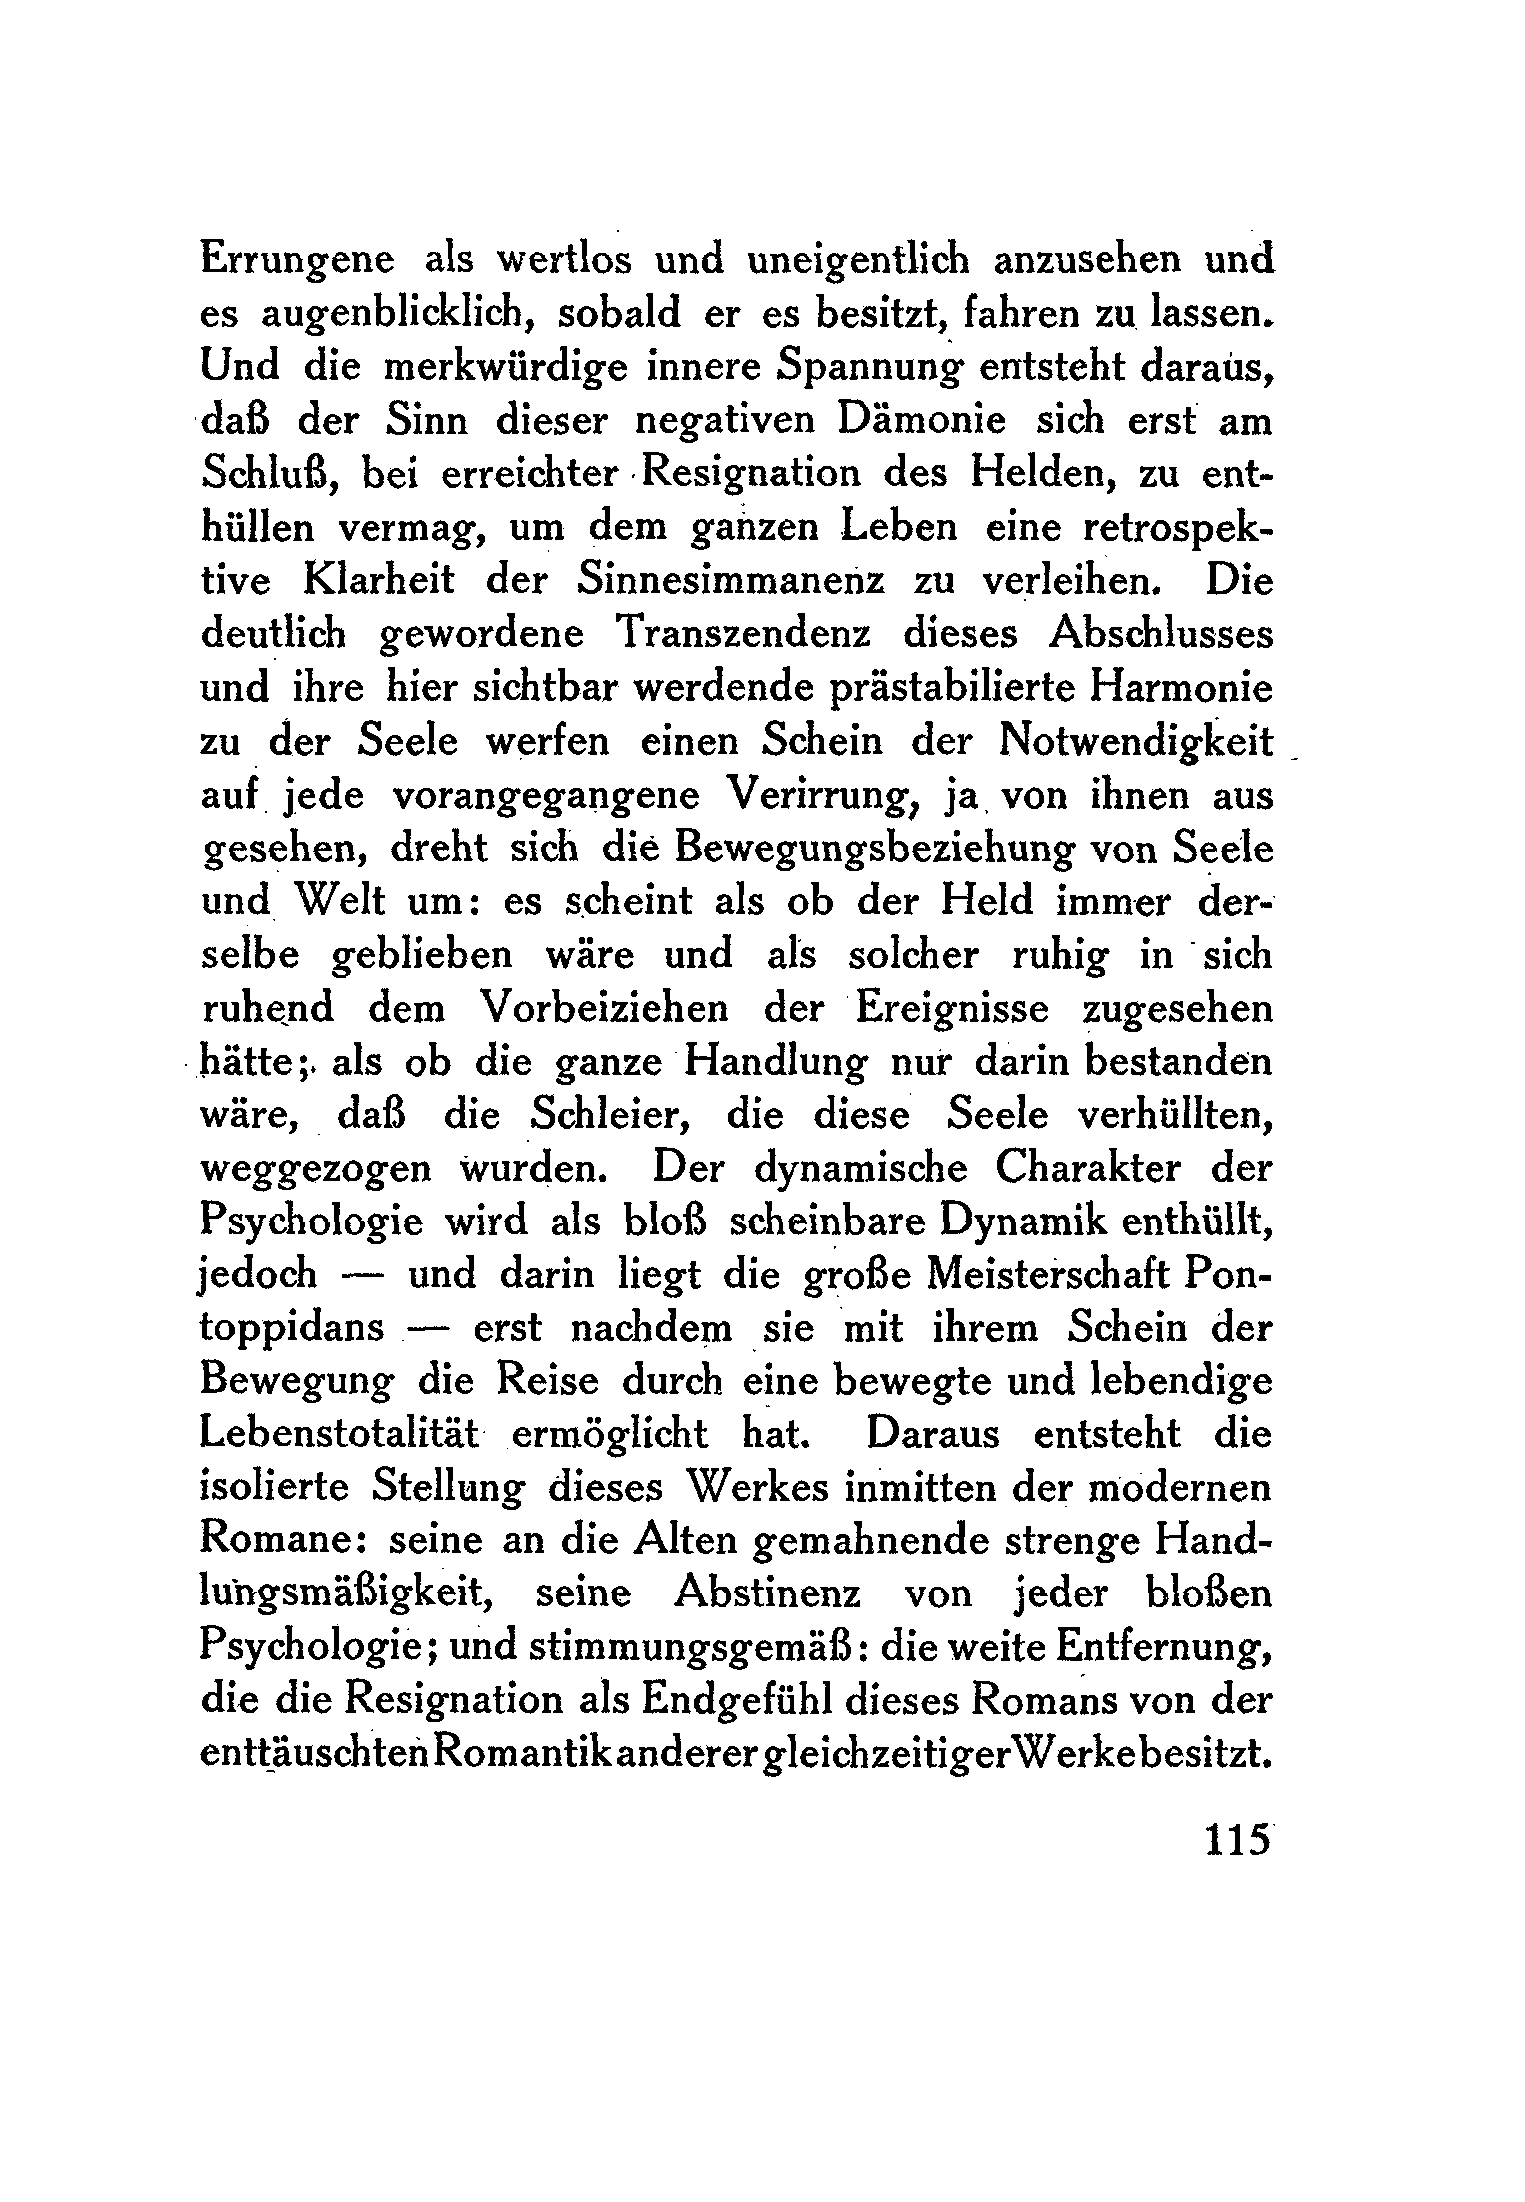 Errungene als wertlos und uneigentlich anzusehen und
es augenblicklich, sobald er es besitzt, fahren zu lassen.
Und die merkwürdige innere Spannung entsteht daraus,
daß der Sinn dieser negativen Dämonie sich erst am
Schluß, bei erreichter Resignation des Helden, zu ent-
hüllen vermag, um dem ganzen Leben eine retrospek-
tive Klarheit der Sinnesimmanenz zu verleihen. Die
deutlich gewordene Transzendenz dieses Abschlusses
und ihre hier sichtbar werdende prästabilierte Harmonie
zu der Seele werfen einen Schein der Notwendigkeit
auf jede vorangegangene Verirrung, ja von ihnen aus
gesehen, dreht sich die Bewegungsbeziehung von Seele
und Welt um: es scheint als ob der Held immer der-
selbe geblieben wäre und als solcher ruhig in sich
ruhend dem Vorbeiziehen der Ereignisse zugesehen
hätte; als ob die ganze Handlung nur darin bestanden
wäre, daß die Schleier, die diese Seele verhüllten,
weggezogen wurden. Der dynamische Charakter der
Psychologie wird als bloß scheinbare Dynamik enthüllt,
jedoch — und darin liegt die große Meisterschaft Pon-
toppidans — erst nachdem sie mit ihrem Schein der
Bewegung die Reise durch eine bewegte und lebendige
Lebenstotalität ermöglicht hat. Daraus entsteht die
isolierte Stellung dieses Werkes inmitten der modernen
Romane: seine an die Alten gemahnende strenge Hand-
lungsmäßigkeit, seine Abstinenz von jeder bloßen
Psychologie; und stimmungsgemäß: die weite Entfernung,
die die Resignation als Endgefühl dieses Romans von der
enttäuschten Romantik anderer gleichzeitiger Werke besitzt.
115